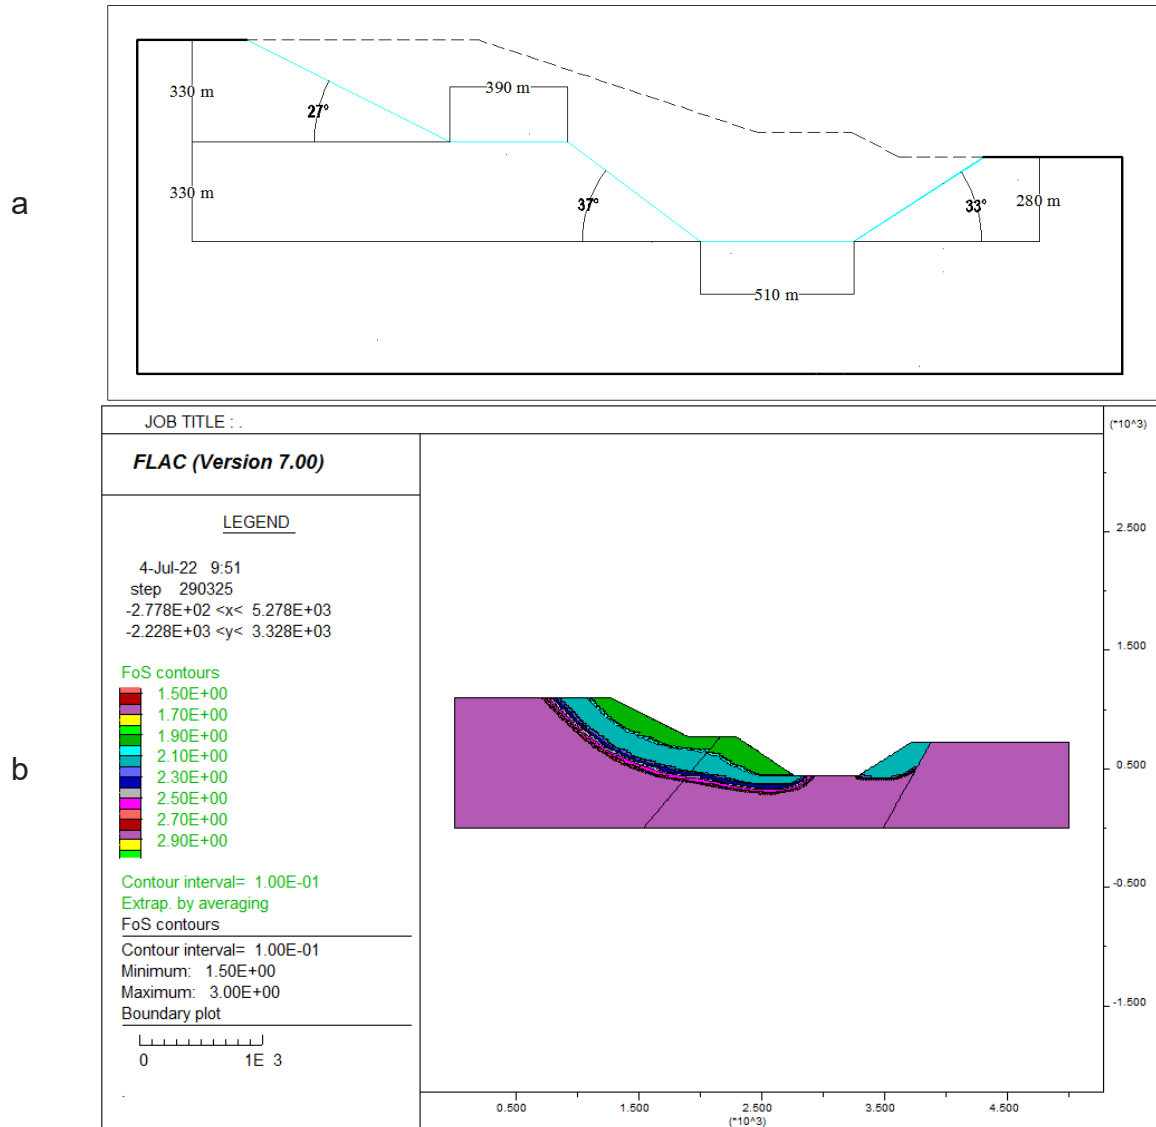 a
330 m
27°
390 m
330 m
37°
33°
280 m
510 m
b
JOB TITLE : .
(*10^3)
FLAC (Version 7.00)
LEGEND
4-Jul-22 9:51
step 290325
-2.778E+02 <x< 5.278E+03
-2.228E+03 <y< 3.328E+03
FoS contours
1.50E+00
1.70E+00
1.90E+00
2.10E+00
2.30E+00
2.50E+00
2.70E+00
2.90E+00
Contour interval= 1.00E-01
Extrap. by averaging
FoS contours
Contour interval= 1.00E-01
Minimum: 1.50E+00
Maximum: 3.00E+00
Boundary plot
0 1E 3
2.500
1.500
0.500
-0.500
-1.500
0.500 1.500 2.500 3.500 4.500
(*10^3)